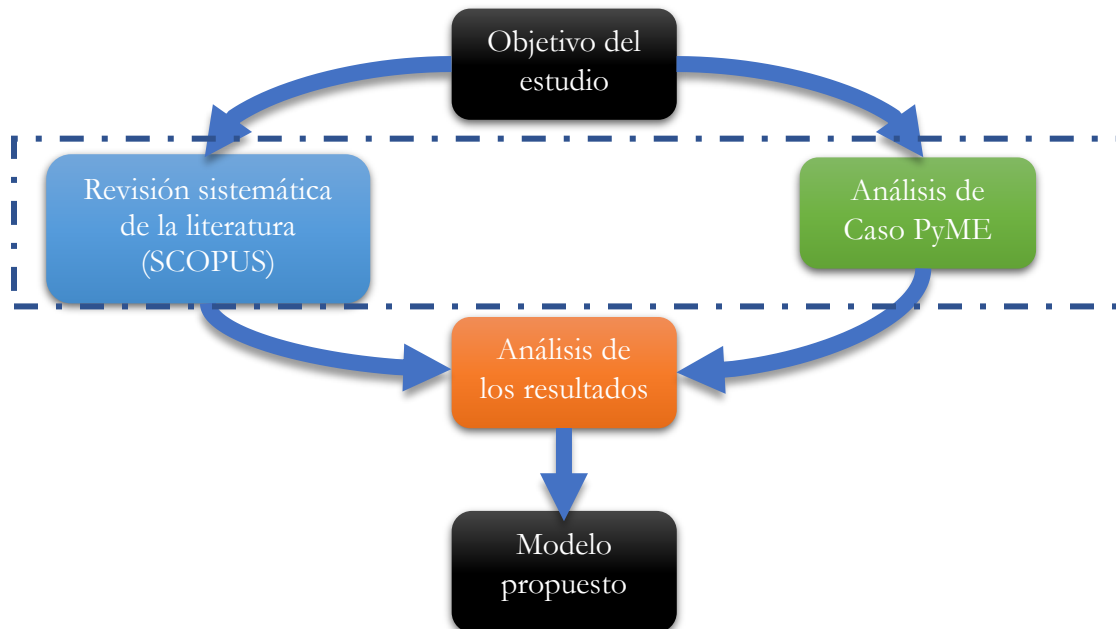 Objetivo del
estudio
Revisión sistemática
de la literatura
(SCOPUS)
Análisis de
Caso PyME
Análisis de
los resultados
Modelo
propuesto